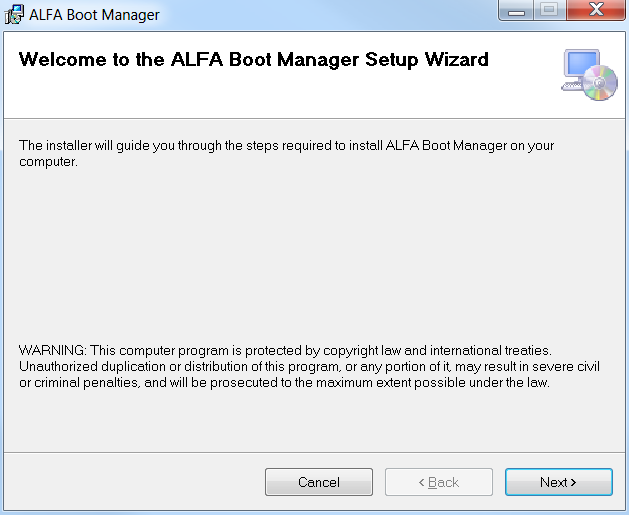 ALFA Boot Manager
Welcome to the ALFA Boot Manager Setup Wizard
The installer will guide you through the steps required to install ALFA Boot Manager on your
computer.
WARNING: This computer program is protected by copyright law and international treaties.
Unauthorized duplication or distribution of this program, or any portion of it, may result in severe civil
or criminal penalties, and will be prosecuted to the maximum extent possible under the law.
Cancel < Back Next >